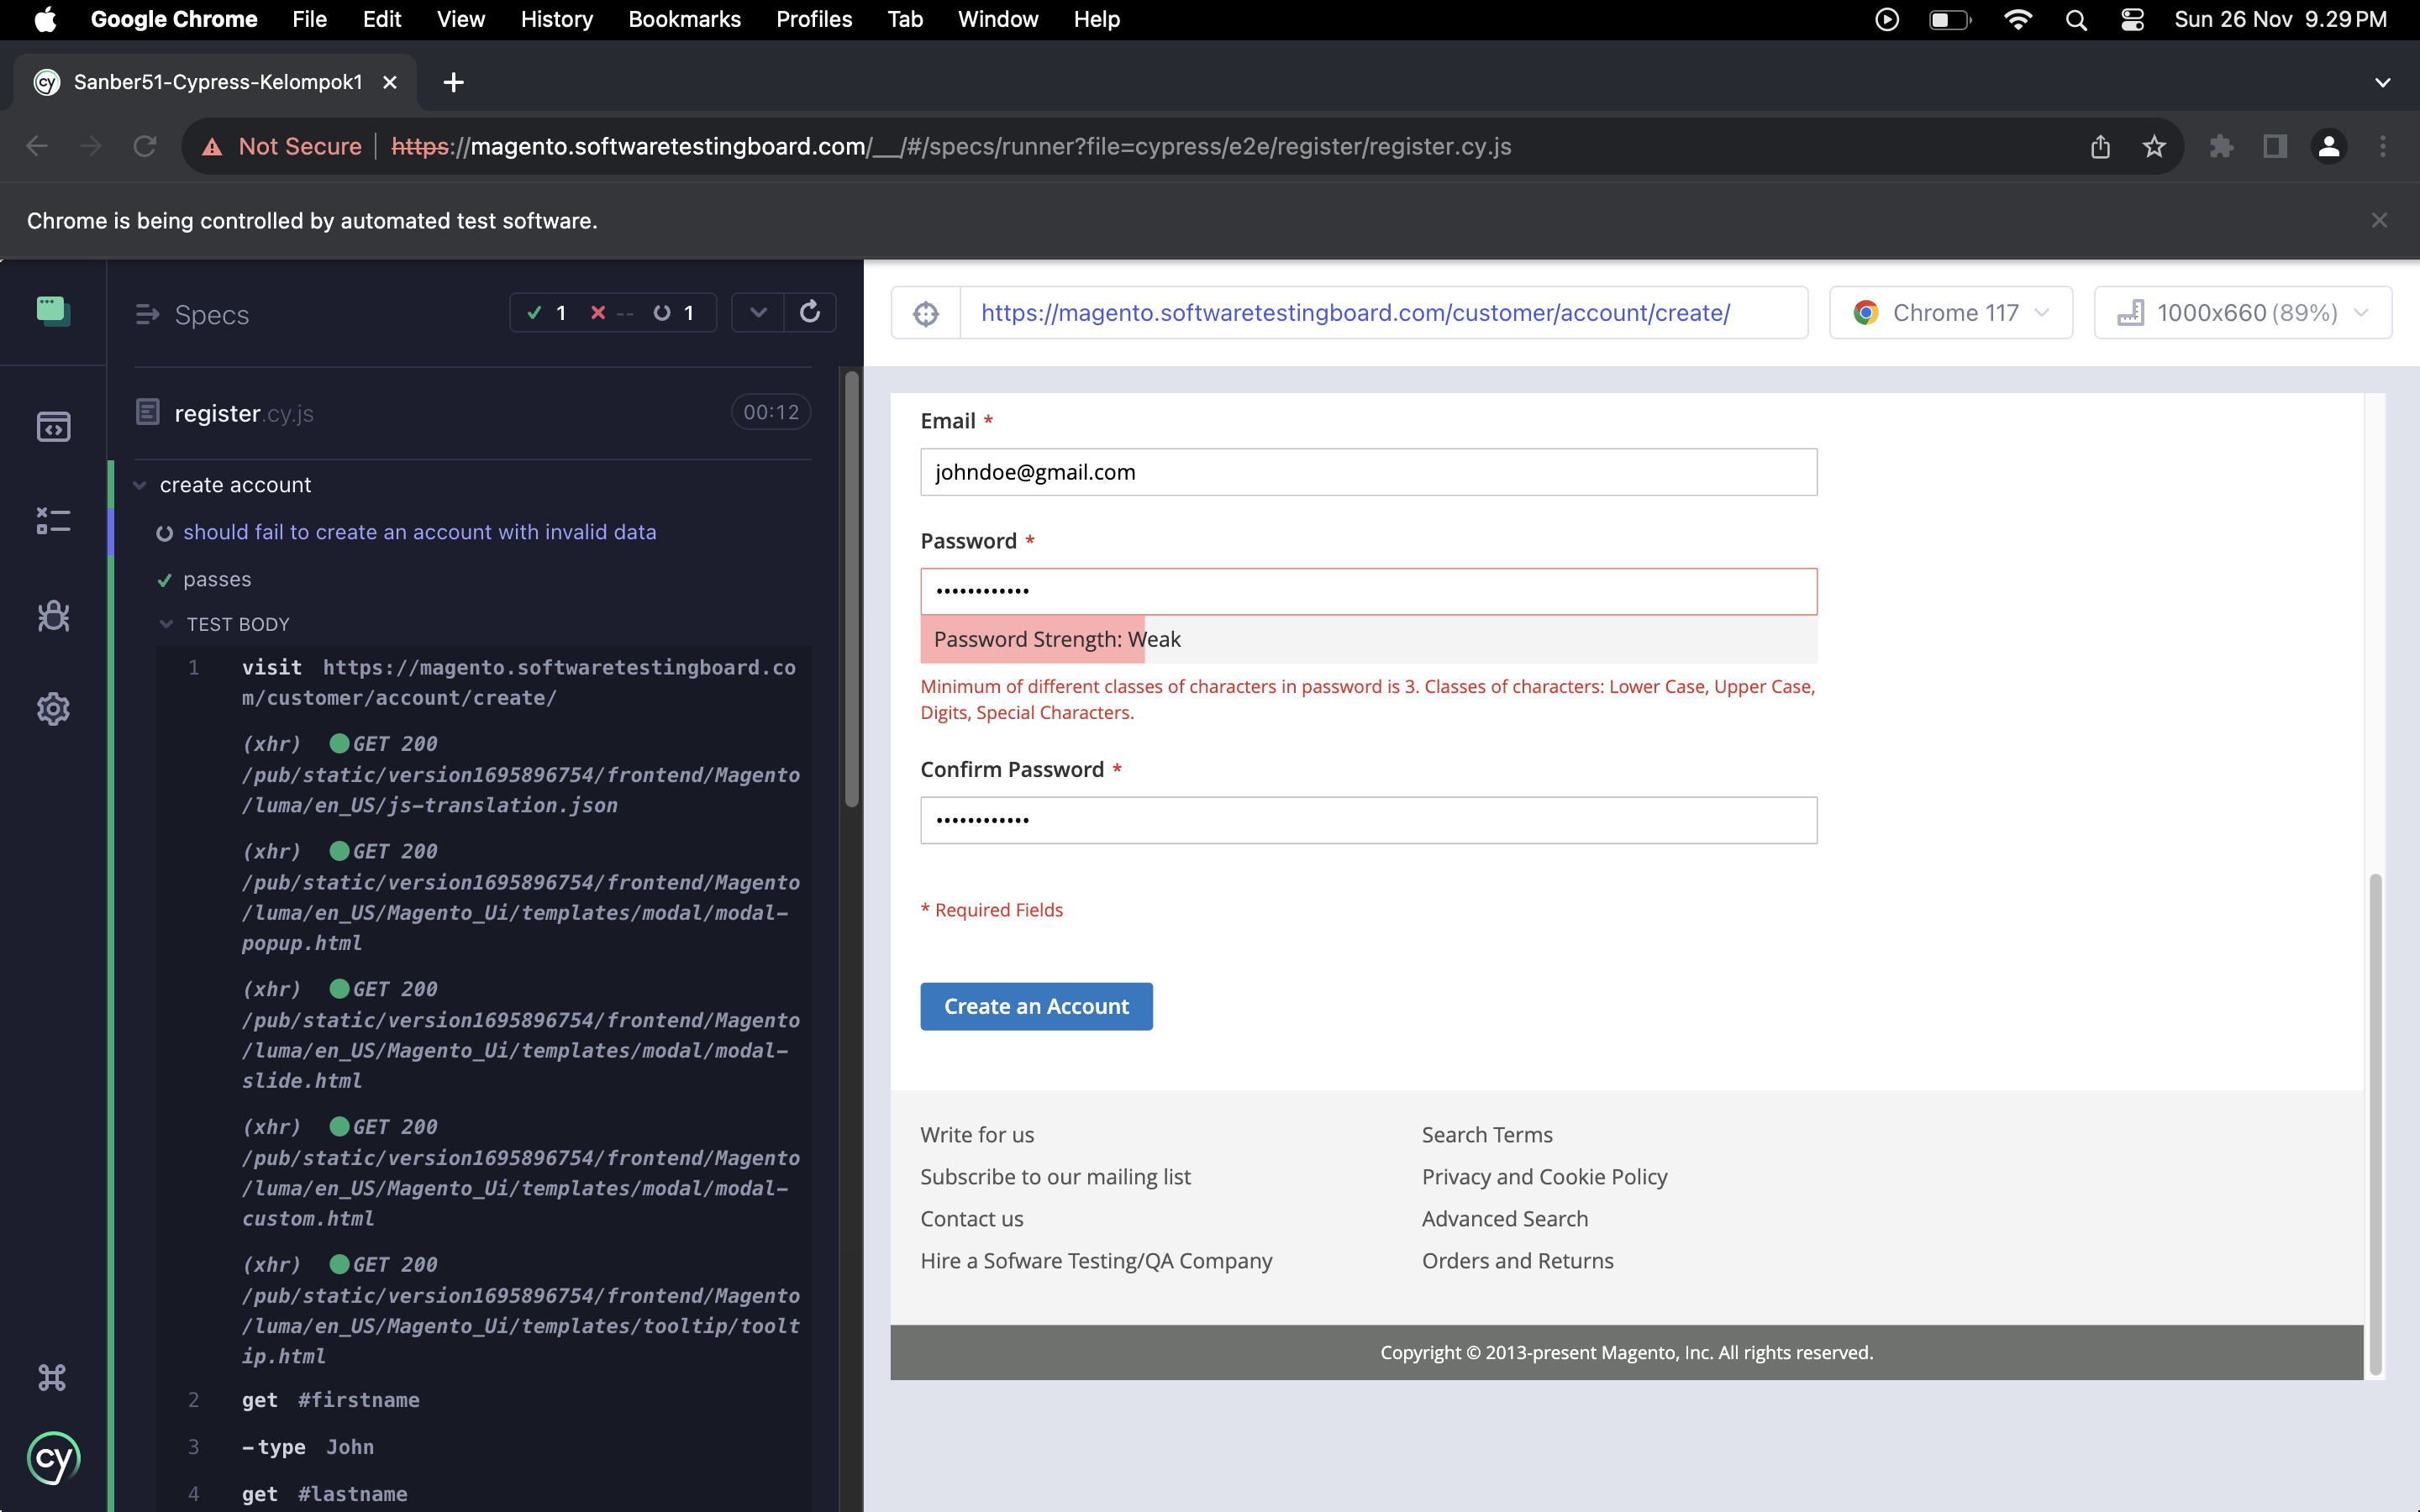 Google Chrome File Edit View History Bookmarks Profiles Tab Window Help Sun 26 Nov 9.29 PM
cy Sanber51-Cypress-Kelompok1
Not Secure https://magento.softwaretestingboard.com/__/#/specs/runner?file=cypress/e2e/register/register.cy.js
Chrome is being controlled by automated test software.
Specs 1 -- 1
https://magento.softwaretestingboard.com/customer/account/create/ Chrome 117 1000x660 (89%)
register.cy.js 00:12
create account
should fail to create an account with invalid data
passes
TEST BODY
1 visit https://magento.softwaretestingboard.co
m/customer/account/create/
(xhr) GET 200
/pub/static/version1695896754/frontend/Magento
/luma/en_US/js-translation.json
(xhr) GET 200
/pub/static/version1695896754/frontend/Magento
/luma/en_US/Magento_Ui/templates/modal/modal-
popup.html
(xhr) GET 200
/pub/static/version1695896754/frontend/Magento
/luma/en_US/Magento_Ui/templates/modal/modal-
slide.html
(xhr) GET 200
/pub/static/version1695896754/frontend/Magento
/luma/en_US/Magento_Ui/templates/modal/modal-
custom.html
(xhr) GET 200
/pub/static/version1695896754/frontend/Magento
/luma/en_US/Magento_Ui/templates/tooltip/toolt
ip.html
2 get #firstname
3 -type John
4 get #lastname
cy
Email *
johndoe@gmail.com
Password *
••••••••••••
Password Strength: Weak
Minimum of different classes of characters in password is 3. Classes of characters: Lower Case, Upper Case,
Digits, Special Characters.
Confirm Password *
••••••••••••
* Required Fields
Create an Account
Write for us
Subscribe to our mailing list
Contact us
Hire a Sofware Testing/QA Company
Search Terms
Privacy and Cookie Policy
Advanced Search
Orders and Returns
Copyright © 2013-present Magento, Inc. All rights reserved.